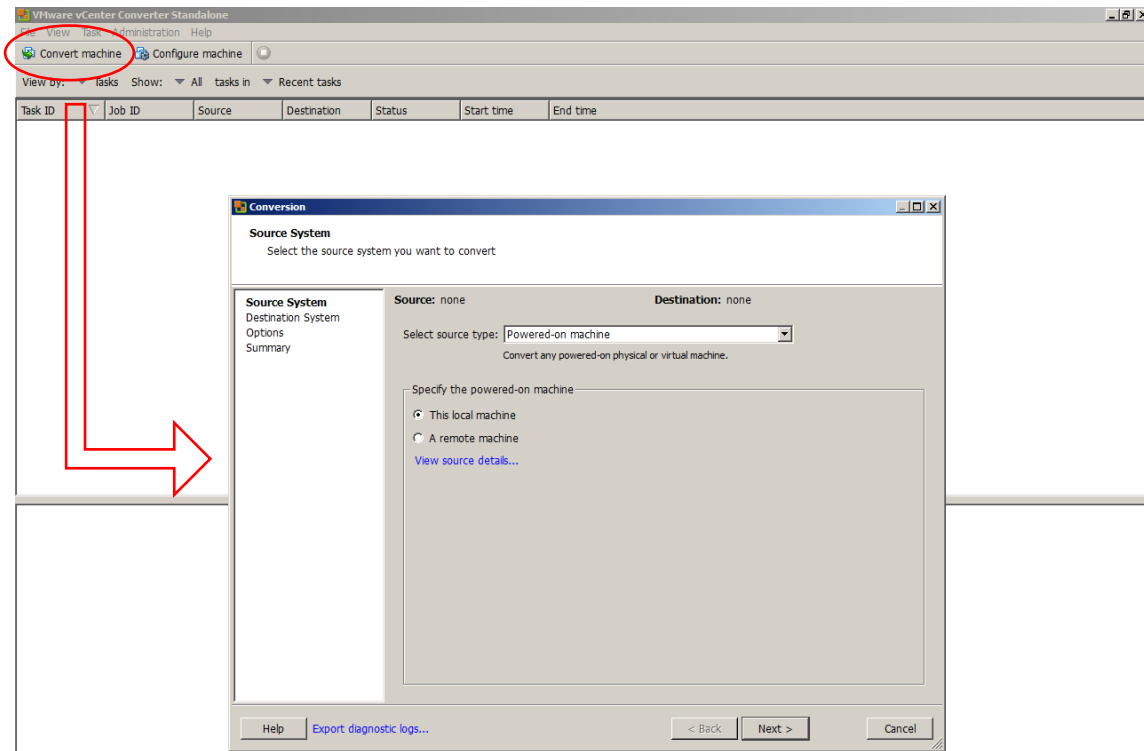 VMware vCenter Converter Standalone
File View Task Administration Help
Convert machine Configure machine
View by: Tasks Show: All tasks in Recent tasks
Task ID Job ID Source Destination Status Start time End time
Conversion
Source System
Select the source system you want to convert
Source System
Destination System
Options
Summary
Source: none Destination: none
Select source type: Powered-on machine
Convert any powered-on physical or virtual machine.
Specify the powered-on machine
This local machine
A remote machine
View source details...
Help Export diagnostic logs... < Back Next > Cancel